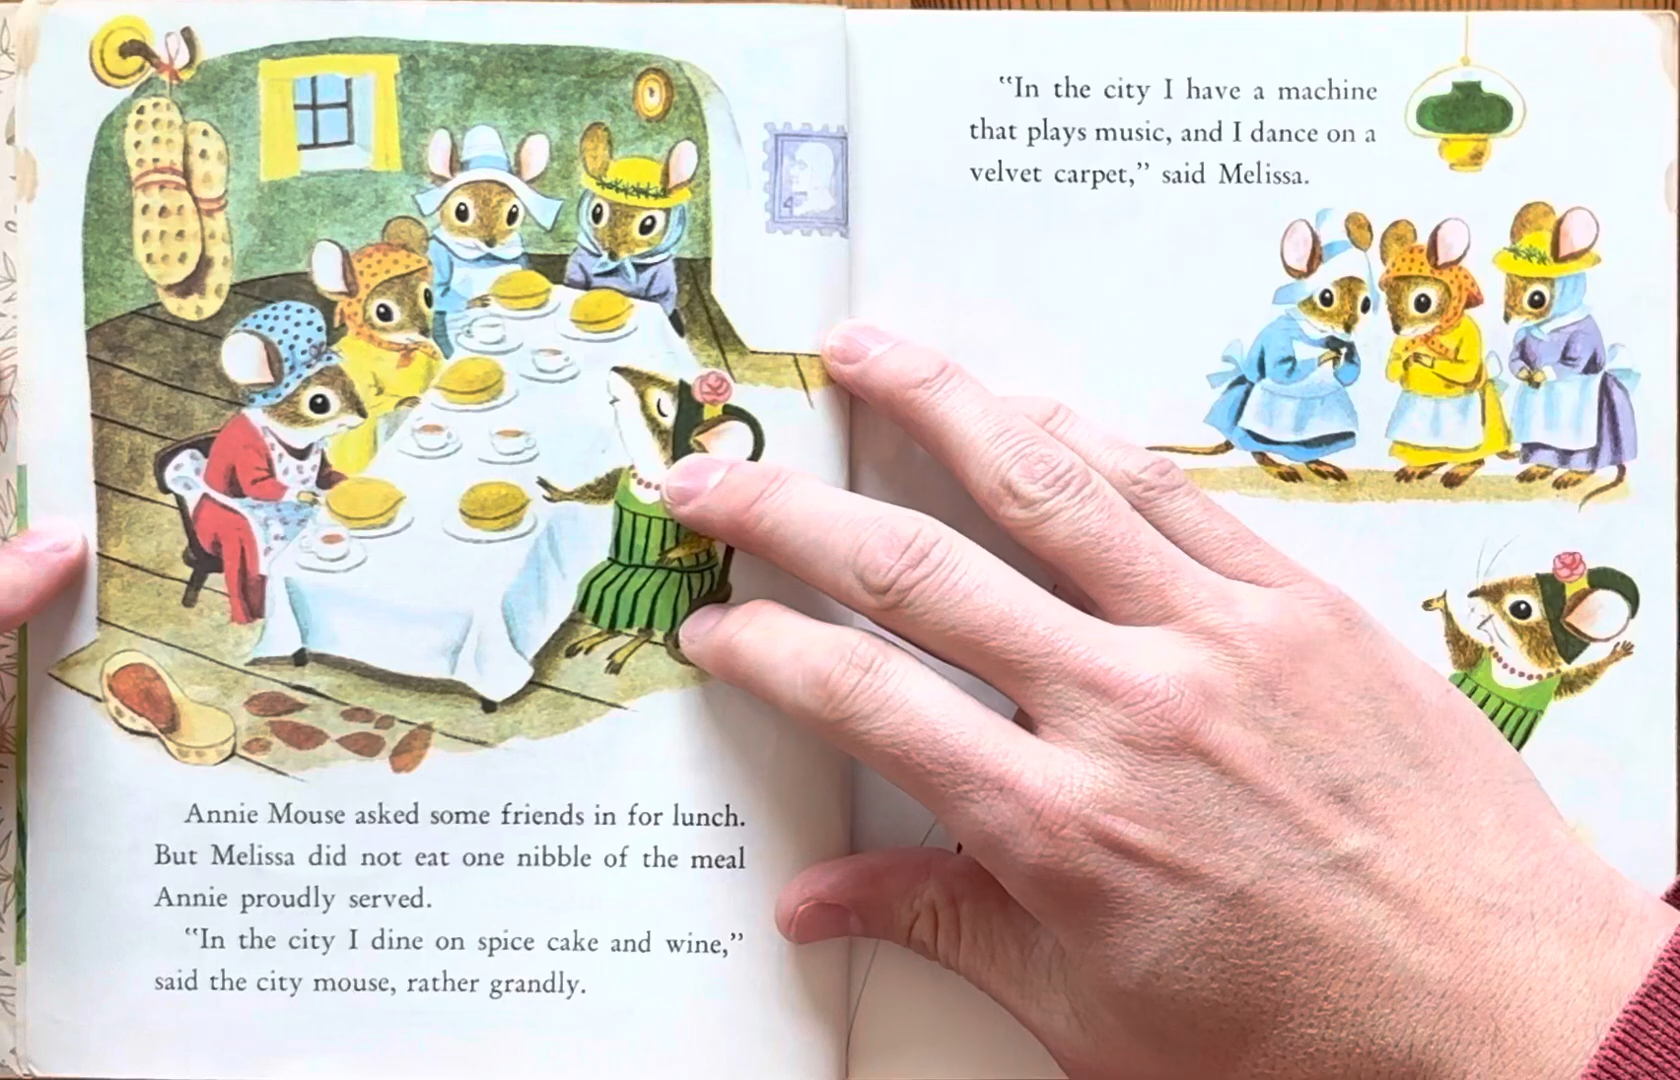 Annie Mouse asked some friends in for lunch.
But Melissa did not eat one nibble of the meal
Annie proudly served.
“In the city I dine on spice cake and wine,”
said the city mouse, rather grandly.
“In the city I have a machine
that plays music, and I dance on a
velvet carpet,” said Melissa.